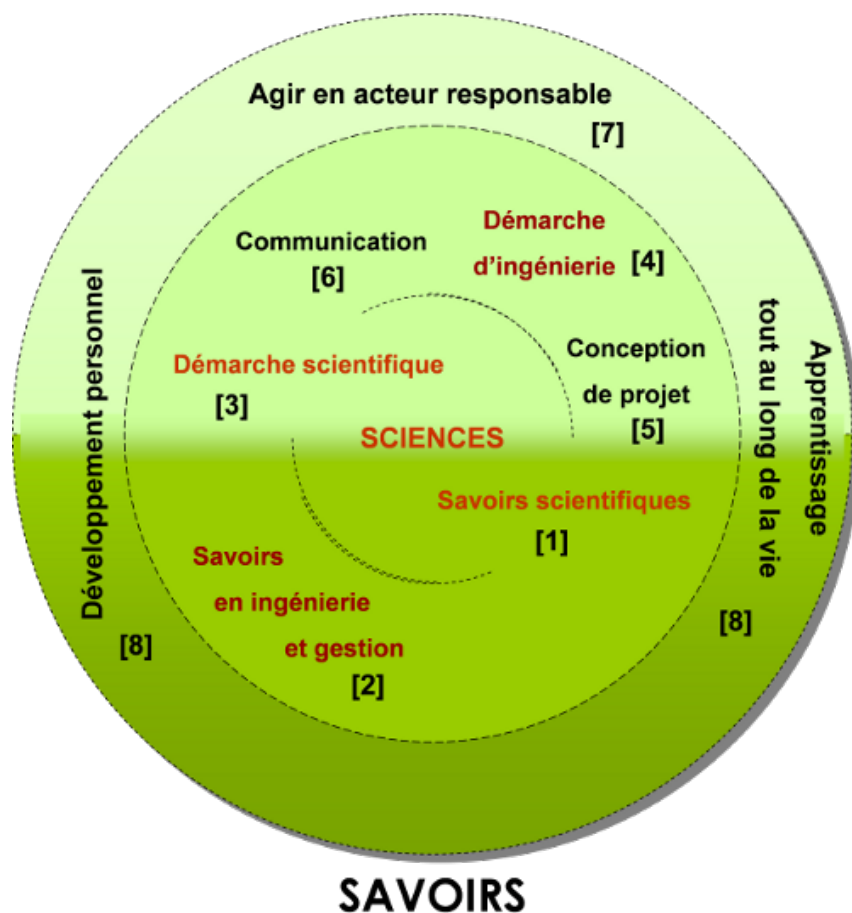 Agir en acteur responsable
[7]
Démarche
d'ingénierie [4]
Communication
[6]
Développement personnel
[8]
Démarche scientifique
[3]
Conception
de projet
[5]
Apprentissage
tout au long de la vie
[8]
SCIENCES
Savoirs scientifiques
[1]
Savoirs
en ingénierie
et gestion
[2]
SAVOIRS